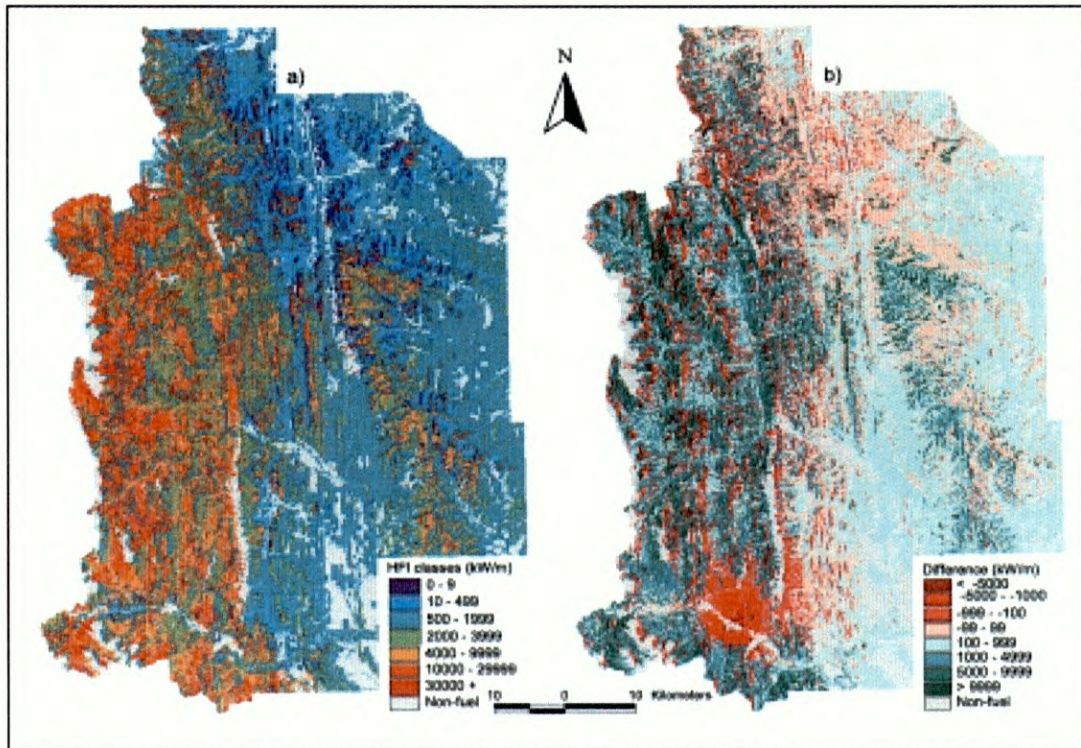 a)
N
b)
HFI classes (kW/m)
0 - 9
10 - 499
500 - 1999
2000 - 3999
4000 - 9999
10000 - 29999
30000 +
Non-fuel
10 0 10 Kilometers
Difference (kW/m)
< -5000
-5000 - -1000
-999 - -100
-99 - 99
100 - 999
1000 - 4999
5000 - 9999
> 9999
Non-fuel